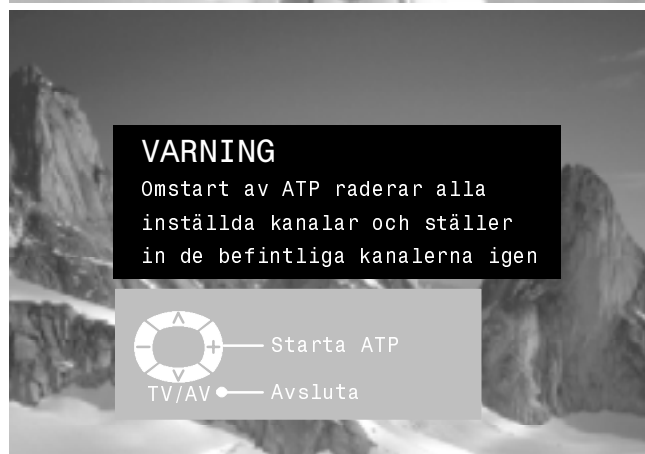 VARNING
Omstart av ATP raderar alla
inställda kanalar och ställer
in de befintliga kanalerna igen
Starta ATP
TV/AV Avsluta